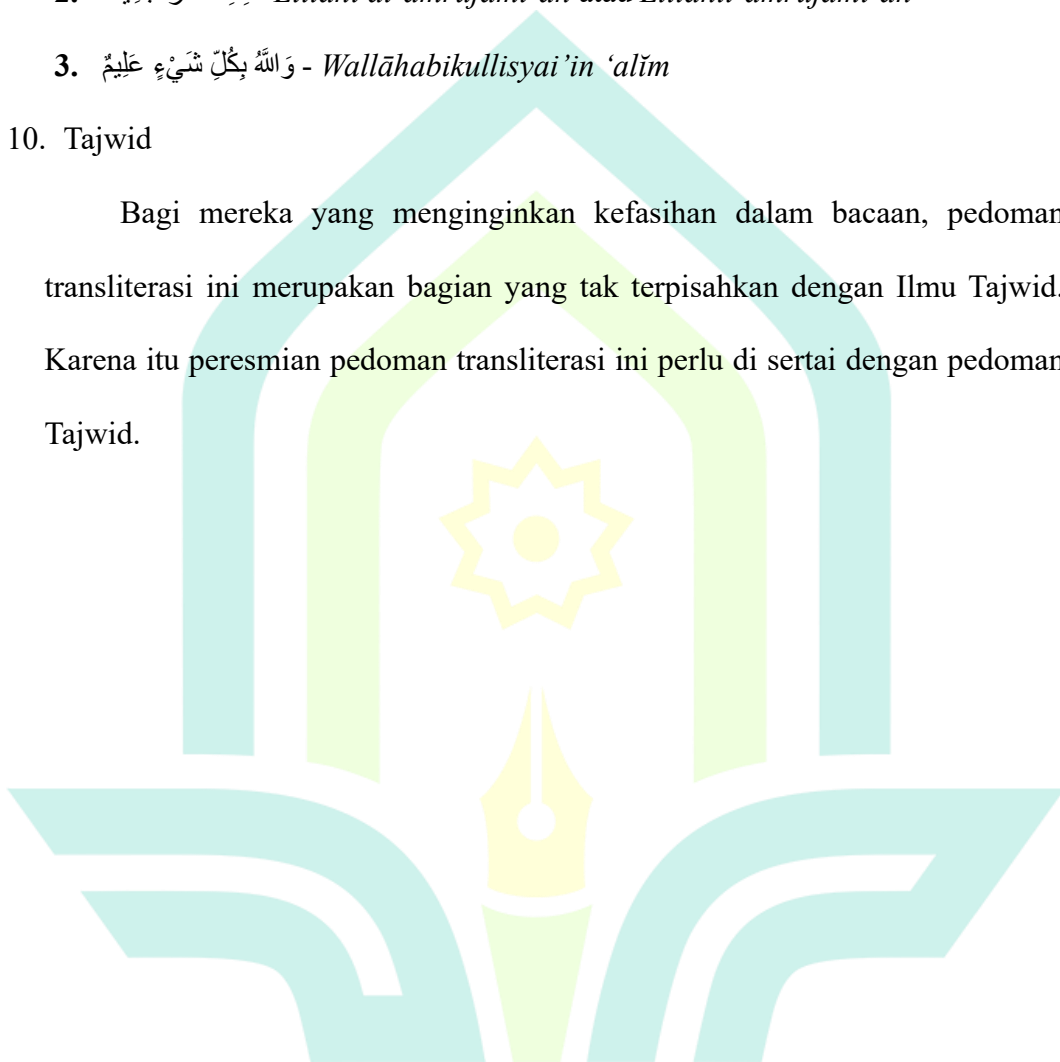 3. وَاللَّهُ بِكُلِّ شَيْءٍ عَلِيمٌ - Wallāhabikullisyai’in ‘alĭm
10. Tajwid
Bagi mereka yang menginginkan kefasihan dalam bacaan, pedoman
transliterasi ini merupakan bagian yang tak terpisahkan dengan Ilmu Tajwid.
Karena itu peresmian pedoman transliterasi ini perlu di sertai dengan pedoman
Tajwid.